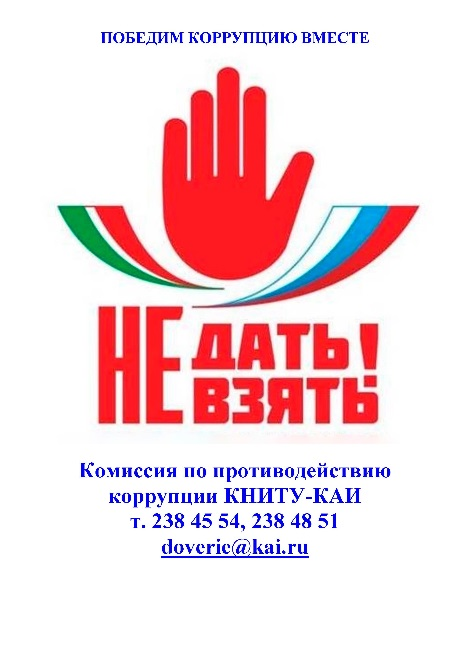 ПОБЕДИМ КОРРУПЦИЮ ВМЕСТЕ
НЕ ДАТЬ!
ВЗЯТЬ
Комиссия по противодействию
коррупции КНИТУ-КАИ
т. 238 45 54, 238 48 51
doverie@kai.ru